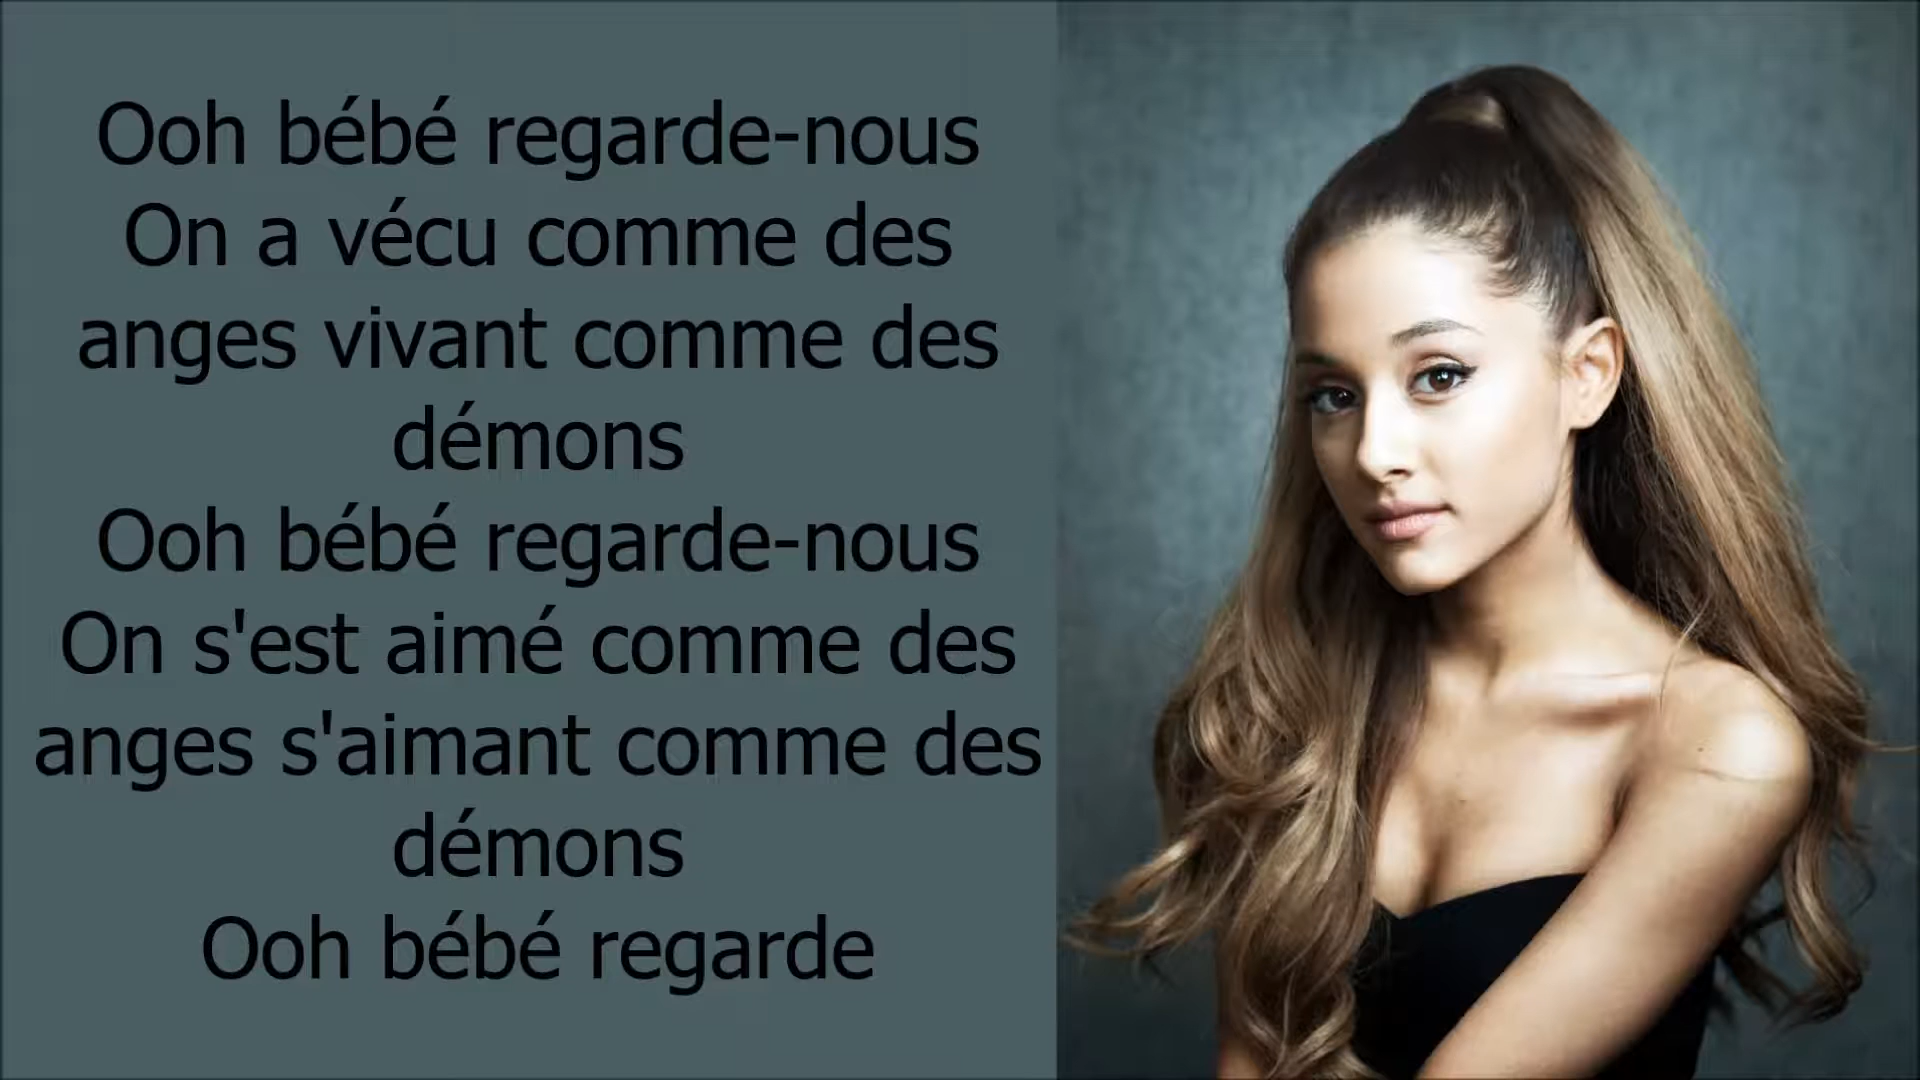 Ooh bébé regarde-nous
On a vécu comme des
anges vivant comme des
démons
Ooh bébé regarde-nous
On s'est aimé comme des
anges s'aimant comme des
démons
Ooh bébé regarde